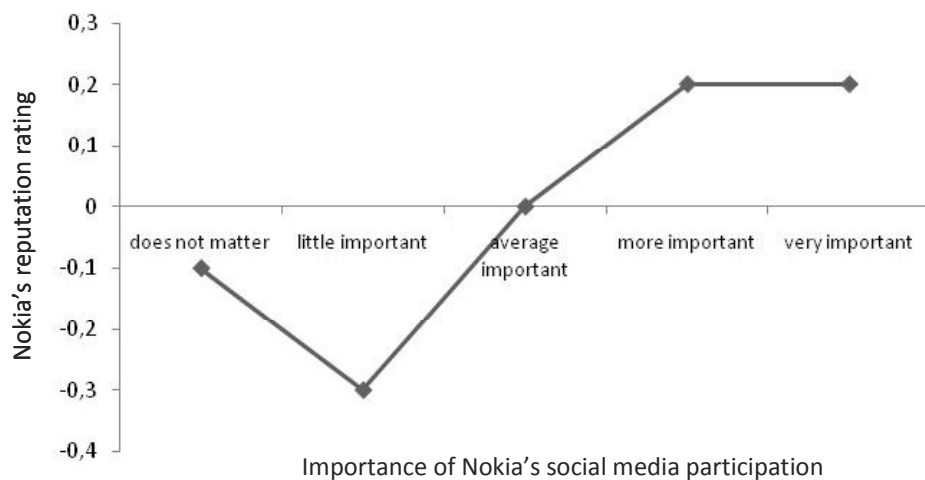 0,3
0,2
0,1
0
-0,1
-0,2
-0,3
-0,4
Nokia’s reputation rating
does not matter
little important
average
important
more important
very important
Importance of Nokia’s social media participation